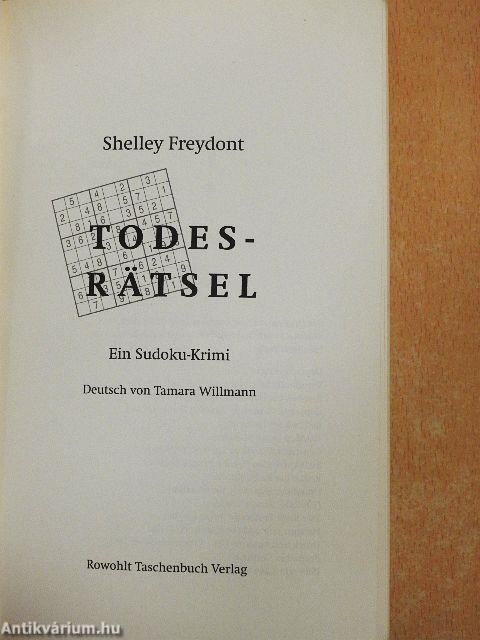 Shelley Freydont
TODES-
RÄTSEL
Ein Sudoku-Krimi
Deutsch von Tamara Willmann
Rowohlt Taschenbuch Verlag
Antikvárium.hu